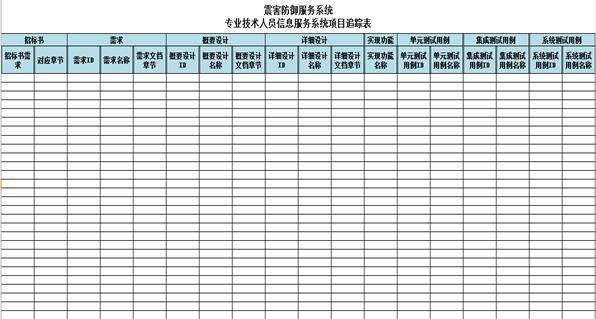 震害防御服务系统
专业技术人员信息服务系统项目追踪表
招标书 需求 概要设计 详细设计 实现功能 单元测试用例 集成测试用例 系统测试用例
招标书需求 对应章节 需求ID 需求名称 需求文档章节 概要设计ID 概要设计名称 概要设计文档章节 详细设计ID 详细设计名称 详细设计文档章节 实现功能名称 单元测试用例ID 单元测试用例名称 集成测试用例ID 集成测试用例名称 系统测试用例ID 系统测试用例名称